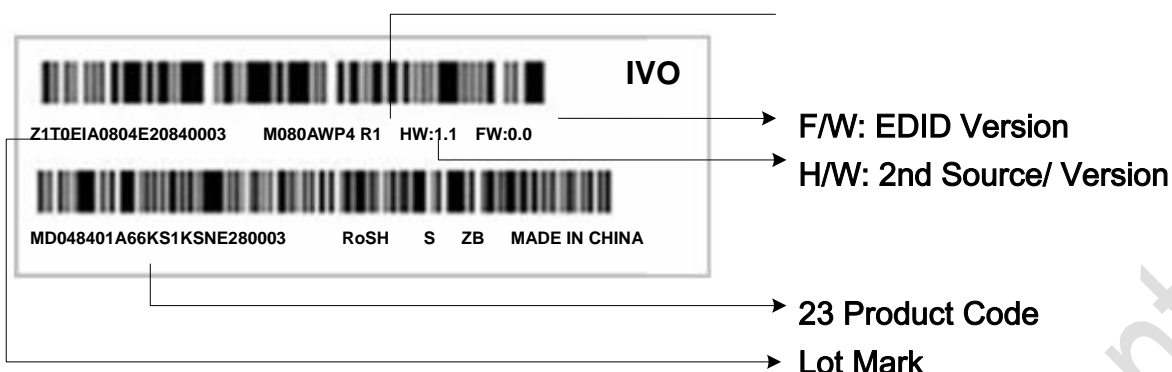 IVO
Z1T0EIA0804E20840003 M080AWP4 R1 HW:1.1 FW:0.0
F/W: EDID Version
H/W: 2nd Source/ Version
MD048401A66KS1KSNE280003 RoSH S ZB MADE IN CHINA
23 Product Code
Lot Mark